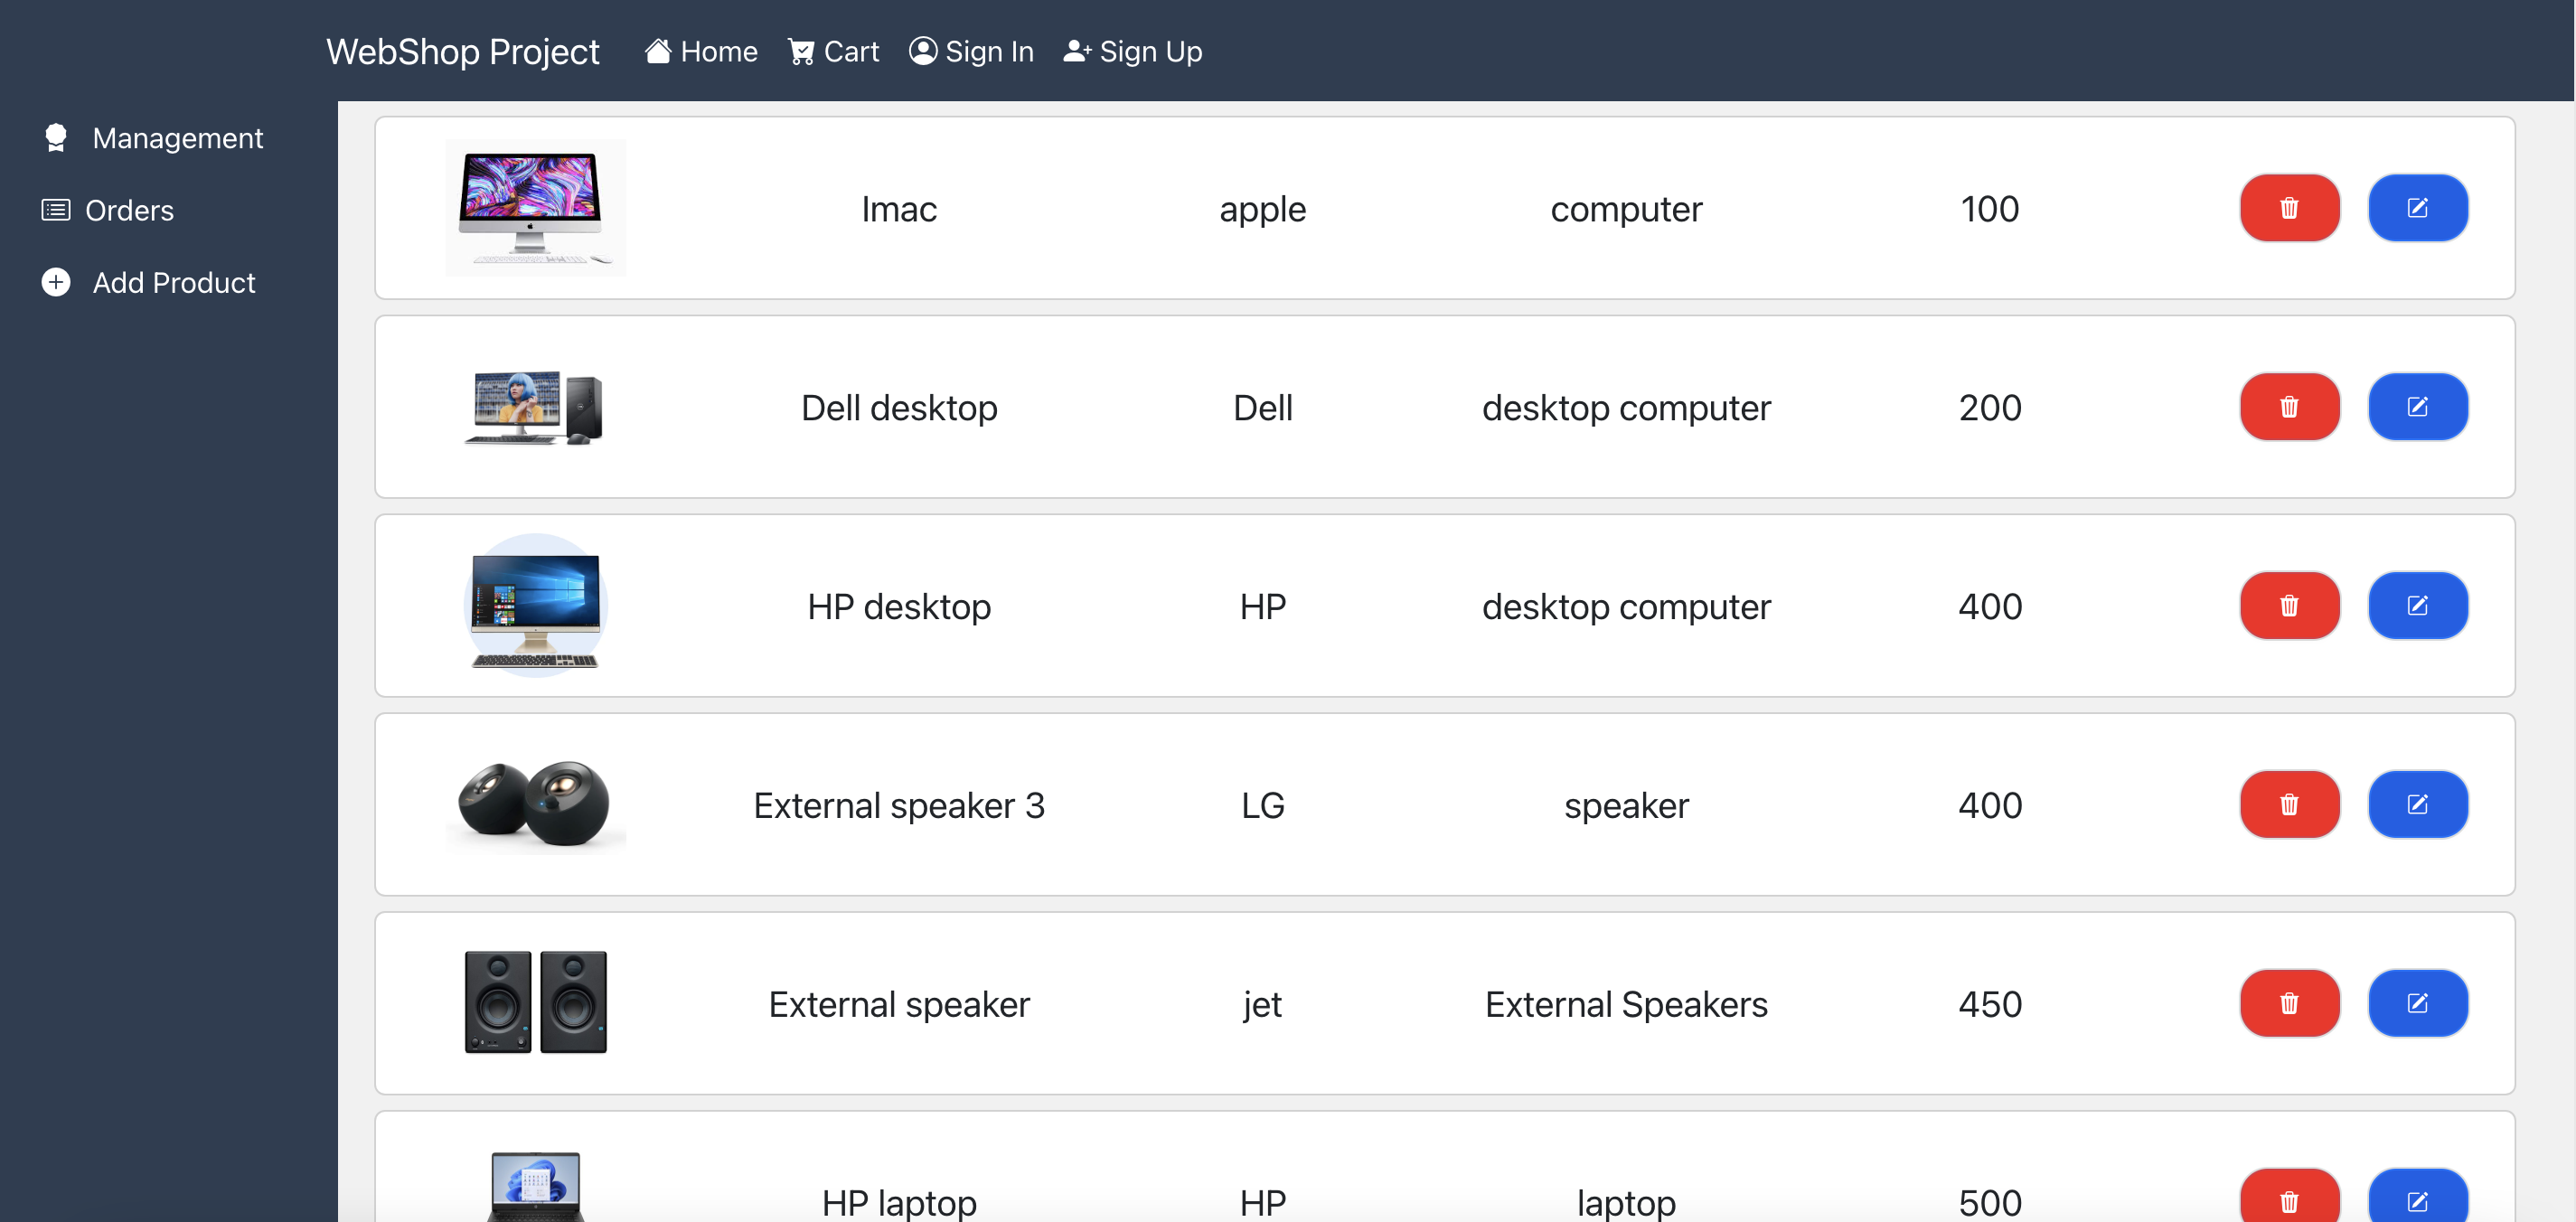 WebShop Project Home Cart Sign In Sign Up
Management
Orders
Add Product
Imac apple computer 100
Dell desktop Dell desktop computer 200
HP desktop HP desktop computer 400
External speaker 3 LG speaker 400
External speaker jet External Speakers 450
HP laptop HP laptop 500